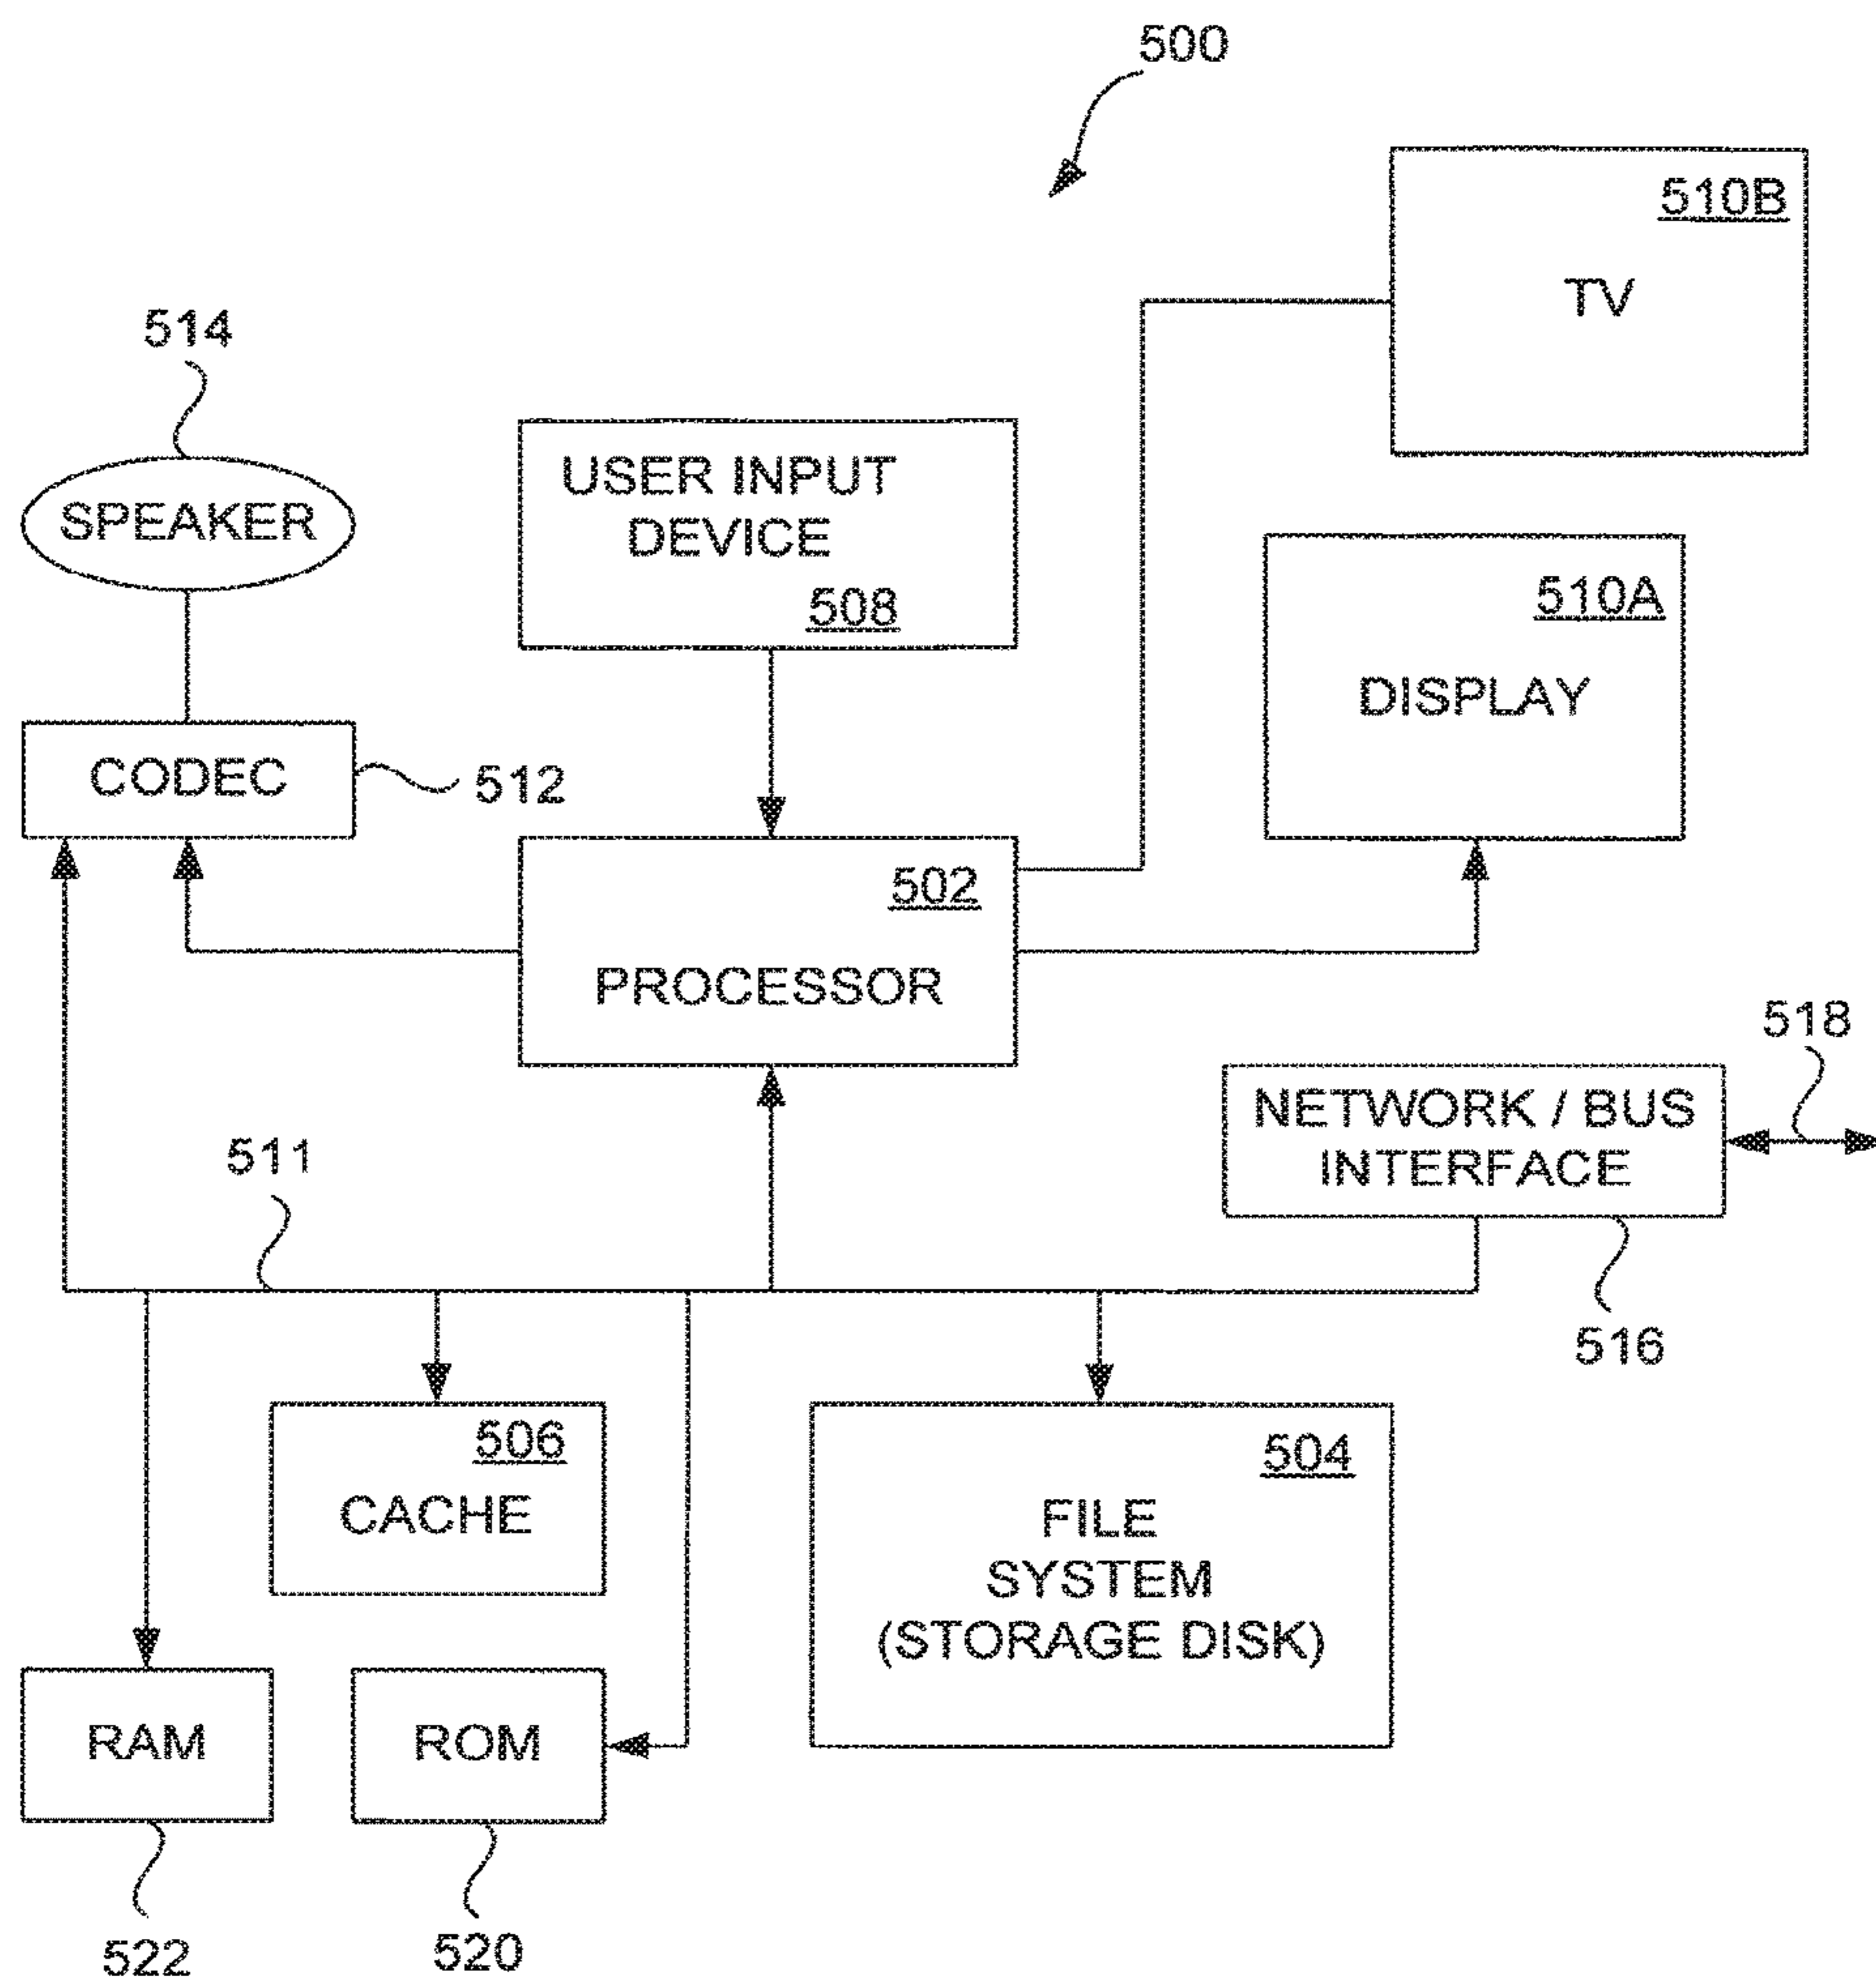 500
510B
TV
514
SPEAKER
USER INPUT
DEVICE
508
510A
DISPLAY
CODEC
512
502
PROCESSOR
518
NETWORK / BUS
INTERFACE
511
516
506
CACHE
504
FILE
SYSTEM
(STORAGE DISK)
RAM
ROM
522
520